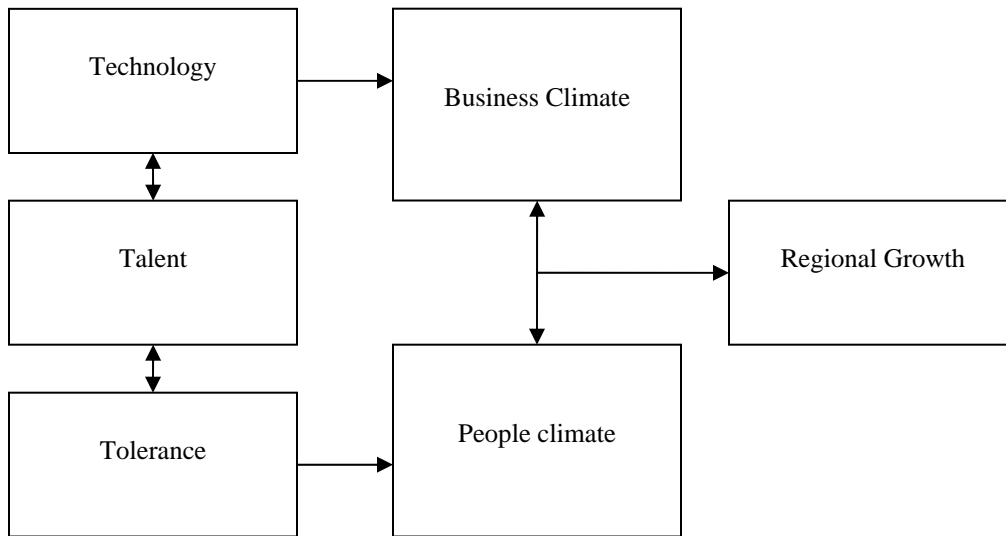 Technology
Business Climate
Talent
Regional Growth
Tolerance
People climate